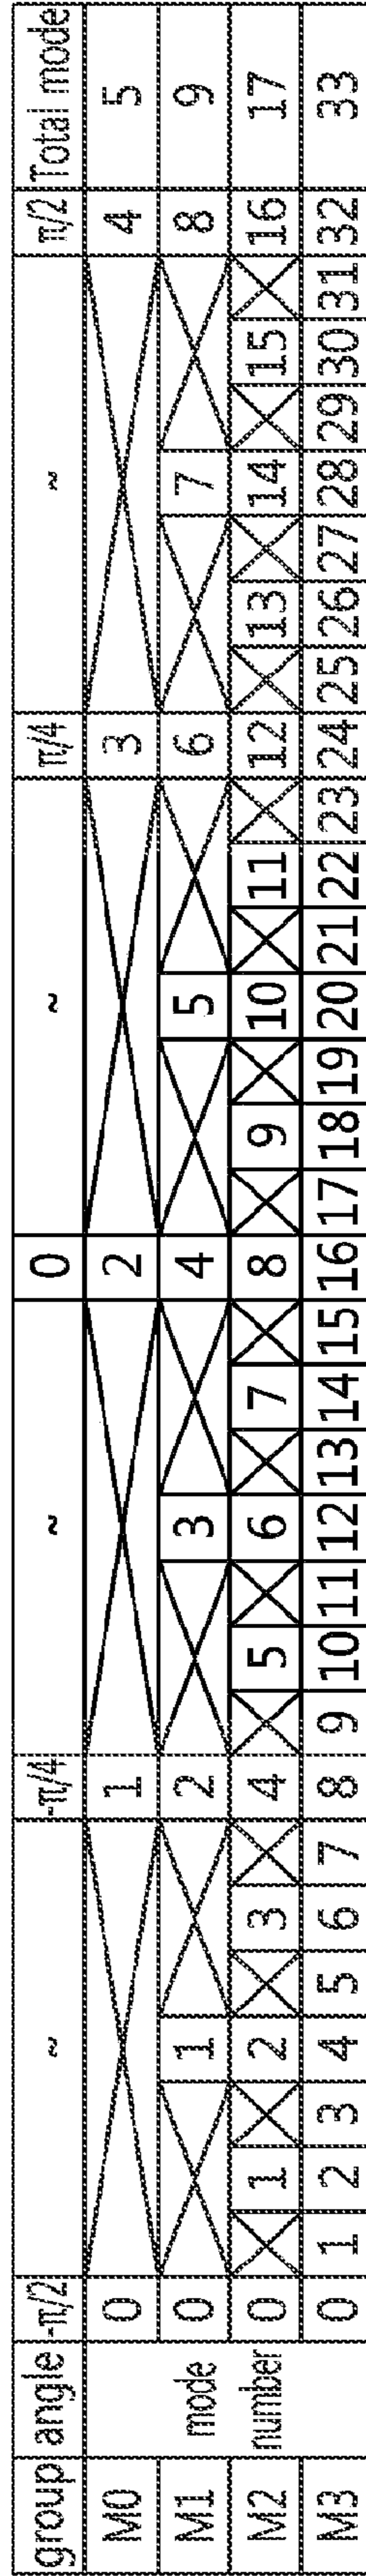 group angle -π/2 ~ -π/4 ~ 0 ~ π/4 ~ π/2 Total mode
M0 mode number 0 1 2 3 4 5
M1 0 1 2 3 4 5 6 7 8 9
M2 0 1 2 3 4 5 6 7 8 9 10 11 12 13 14 15 16 17
M3 0 1 2 3 4 5 6 7 8 9 10 11 12 13 14 15 16 17 18 19 20 21 22 23 24 25 26 27 28 29 30 31 32 33